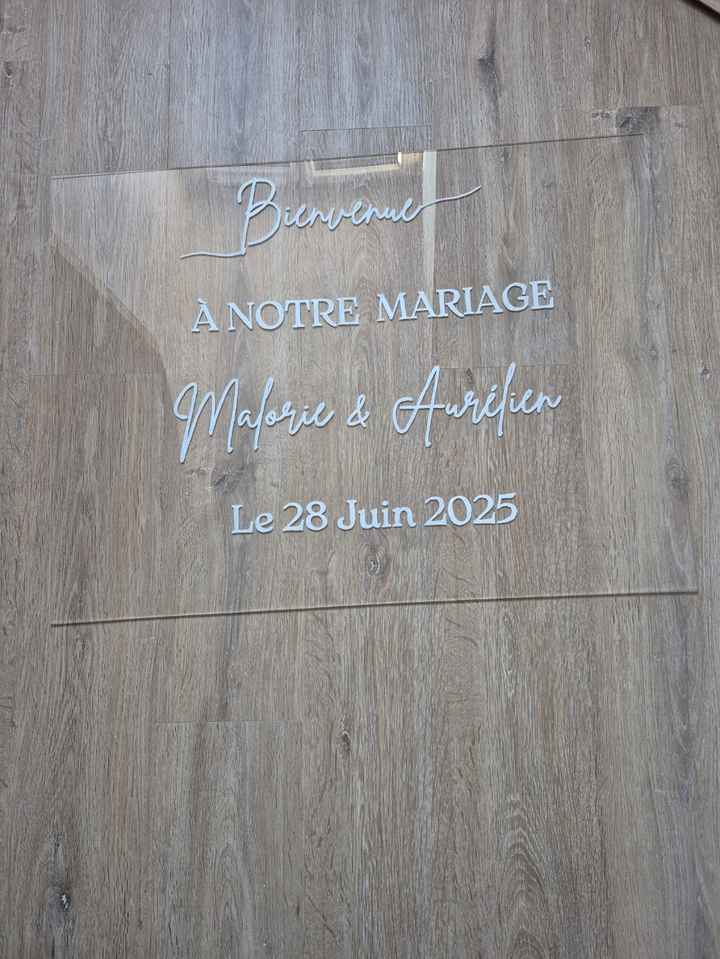 Bienvenue
À NOTRE MARIAGE
Malorie & Aurélien
Le 28 Juin 2025